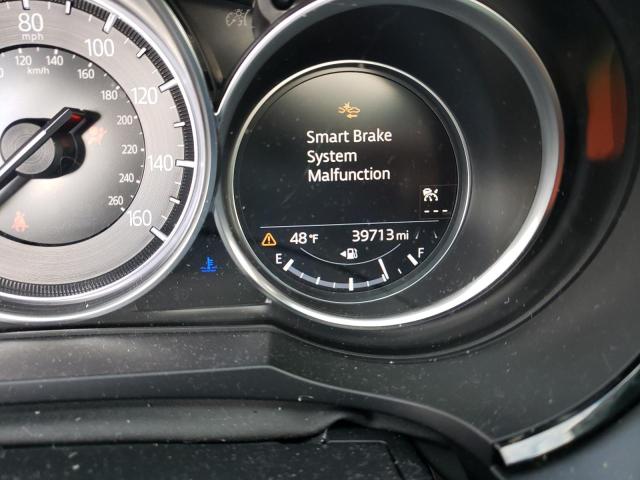 80
mph
100
120
140
160
120
140
km/h
160
180
200
220
240
260
Smart Brake
System
Malfunction
---
48°F
39713 mi
E
F